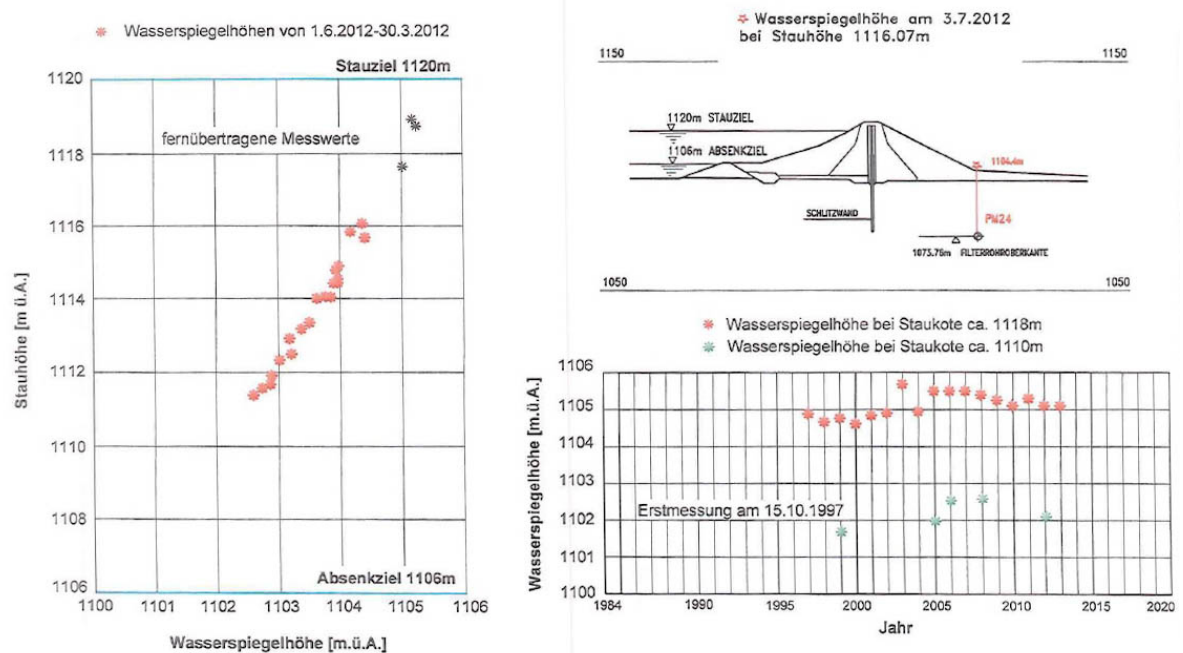 Wasserspiegelhöhen von 1.6.2012-30.3.2012
Stauziel 1120m
1120
fernübertragene Messwerte
1118
1116
1114
1112
1110
1108
Absenkziel 1106m
1106
1100
1101
1102
1103
1104
1105
1106
Stauhöhe [m ü.A.]
Wasserspiegelhöhe [m.ü.A.]
Wasserspiegelhöhe am 3.7.2012
bei Stauhöhe 1116.07m
1150
1150
1120m STAUZIEL
1106m ABSENKZIEL
1104.4m
SCHLITZWAND
PM24
1075.76m FILTERROHROBERKANTE
1050
1050
Wasserspiegelhöhe bei Staukote ca. 1118m
Wasserspiegelhöhe bei Staukote ca. 1110m
1106
1105
1104
1103
Erstmessung am 15.10.1997
1102
1101
1100
1984
1990
1995
2000
2005
2010
2015
2020
Wasserspiegelhöhe [m.ü.A.]
Jahr